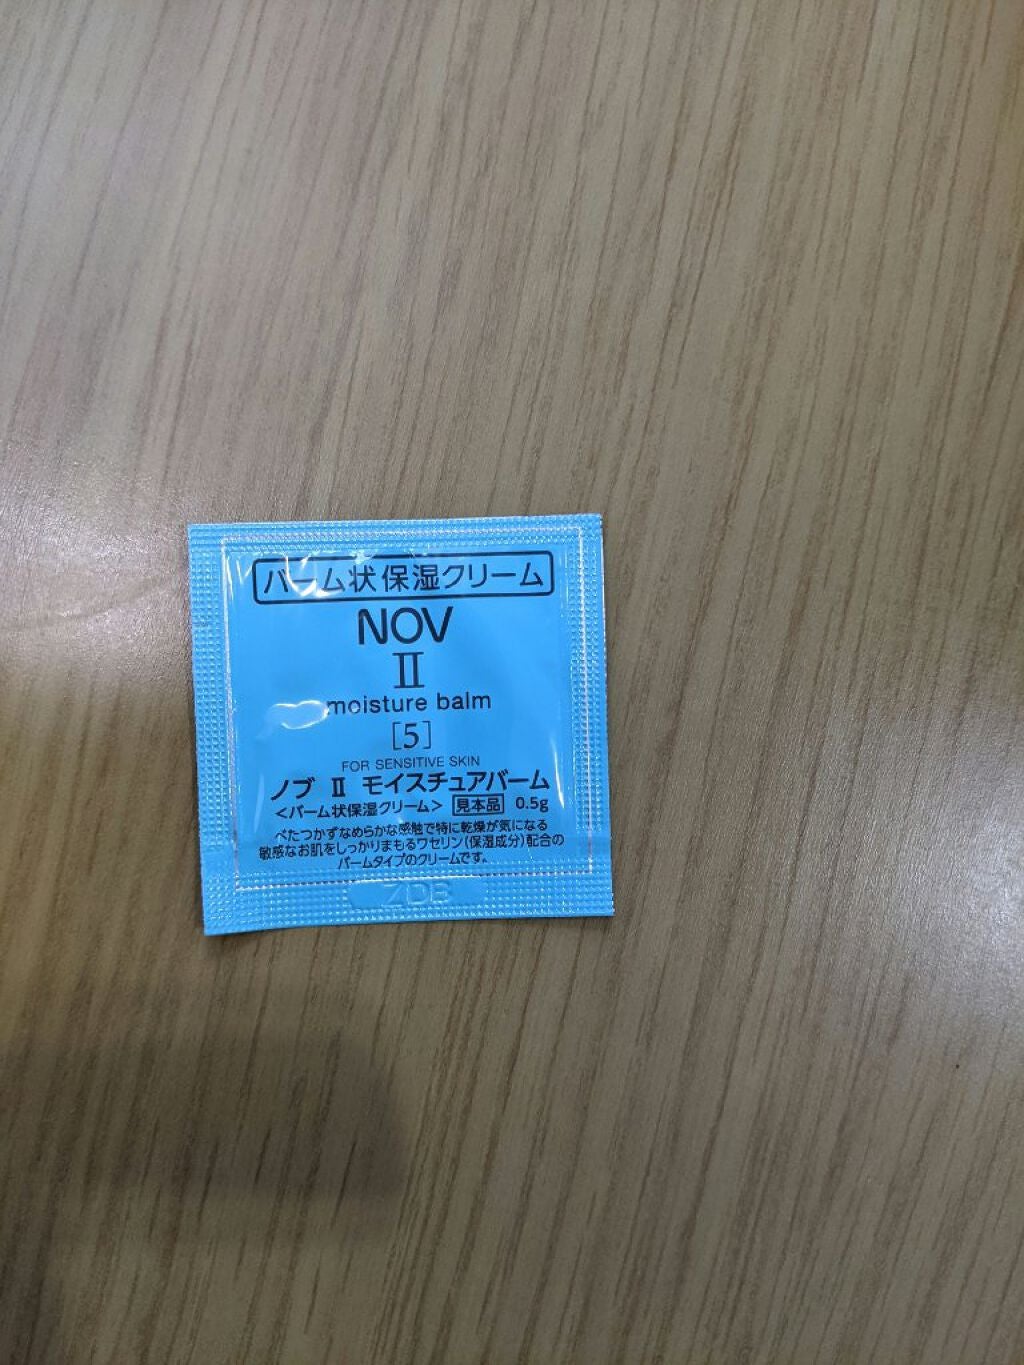 バーム状保湿クリーム
NOV
Ⅱ
moisture balm
[5]
FOR SENSITIVE SKIN
ノブ Ⅱ モイスチュアバーム
<バーム状保湿クリーム> 見本品 0.5g
べたつかずなめらかな感触で特に乾燥が気になる
敏感なお肌をしっかりまもるワセリン(保湿成分)配合の
バームタイプのクリームです。
ZDB